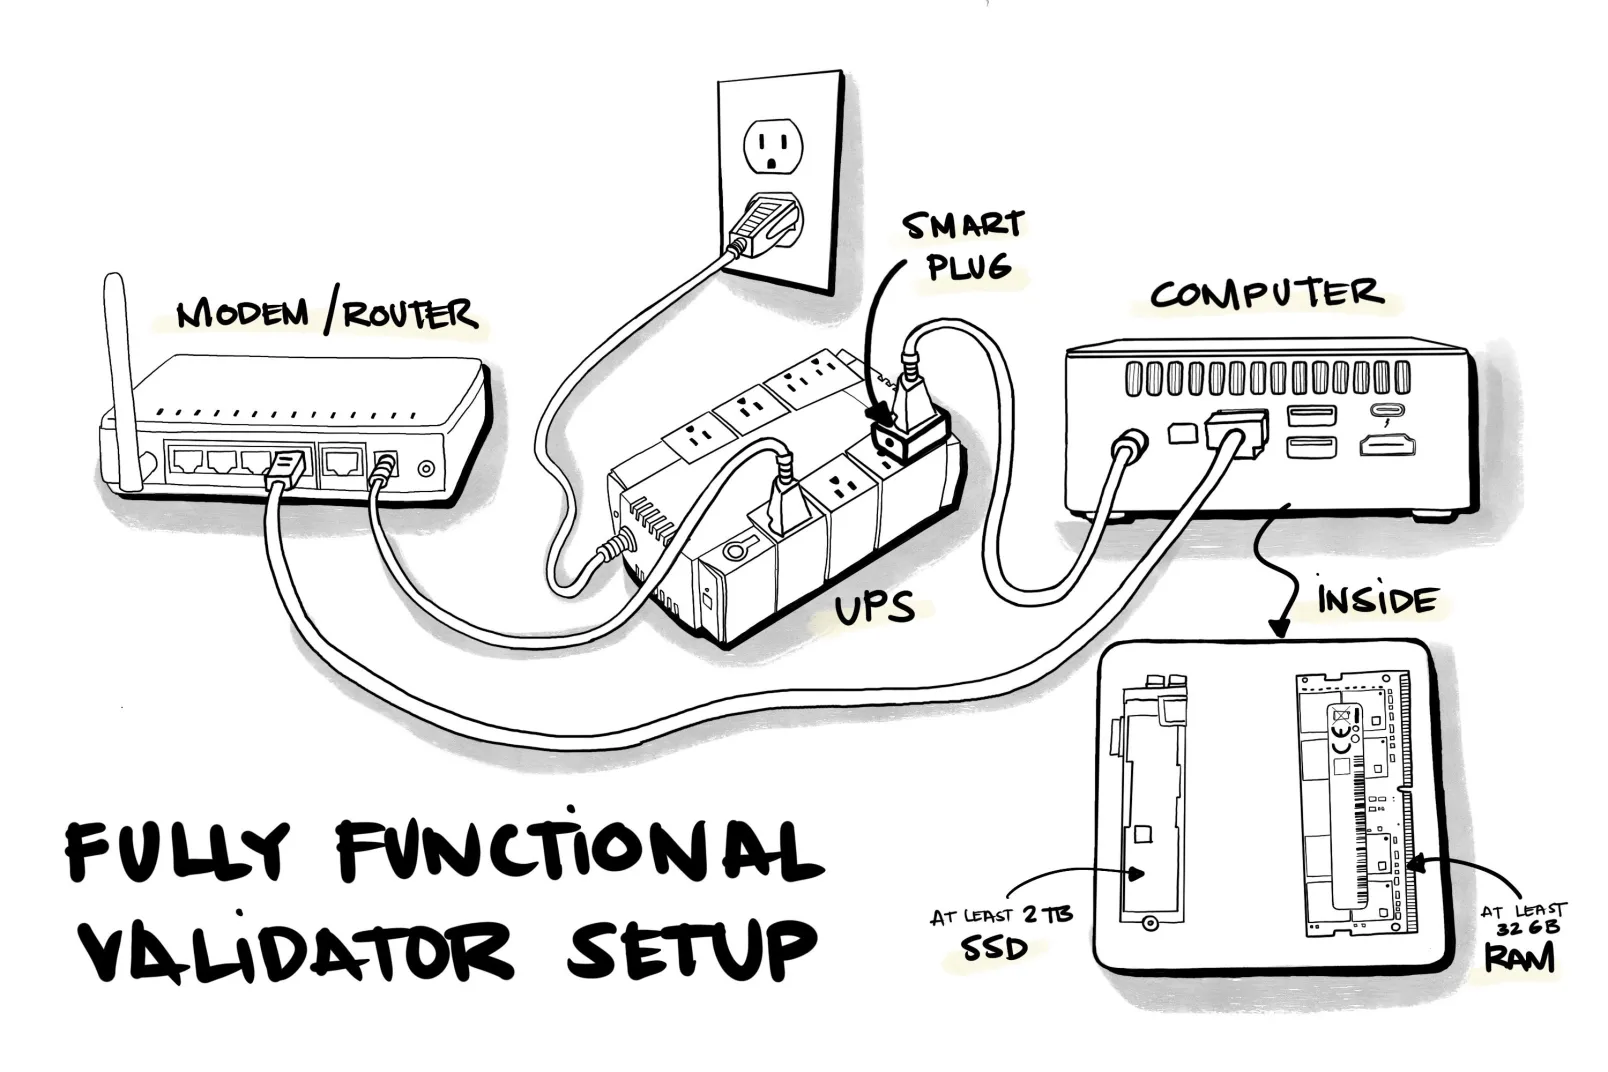 SMART
PLUG
MODEM / ROUTER
COMPUTER
UPS
INSIDE
CE
AT LEAST 2 TB
SSD
AT LEAST
32 GB
RAM
FULLY FUNCTIONAL
VALIDATOR SETUP